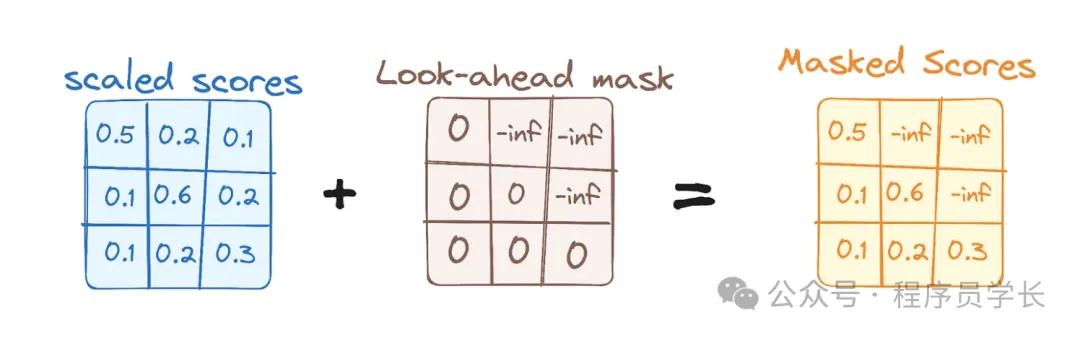 scaled scores
Look-ahead mask
Masked Scores
0.5 0.2 0.1
0.1 0.6 0.2
0.1 0.2 0.3
+
0 -inf -inf
0 0 -inf
0 0 0
=
0.5 -inf -inf
0.1 0.6 -inf
0.1 0.2 0.3
公众号 · 程序员学长